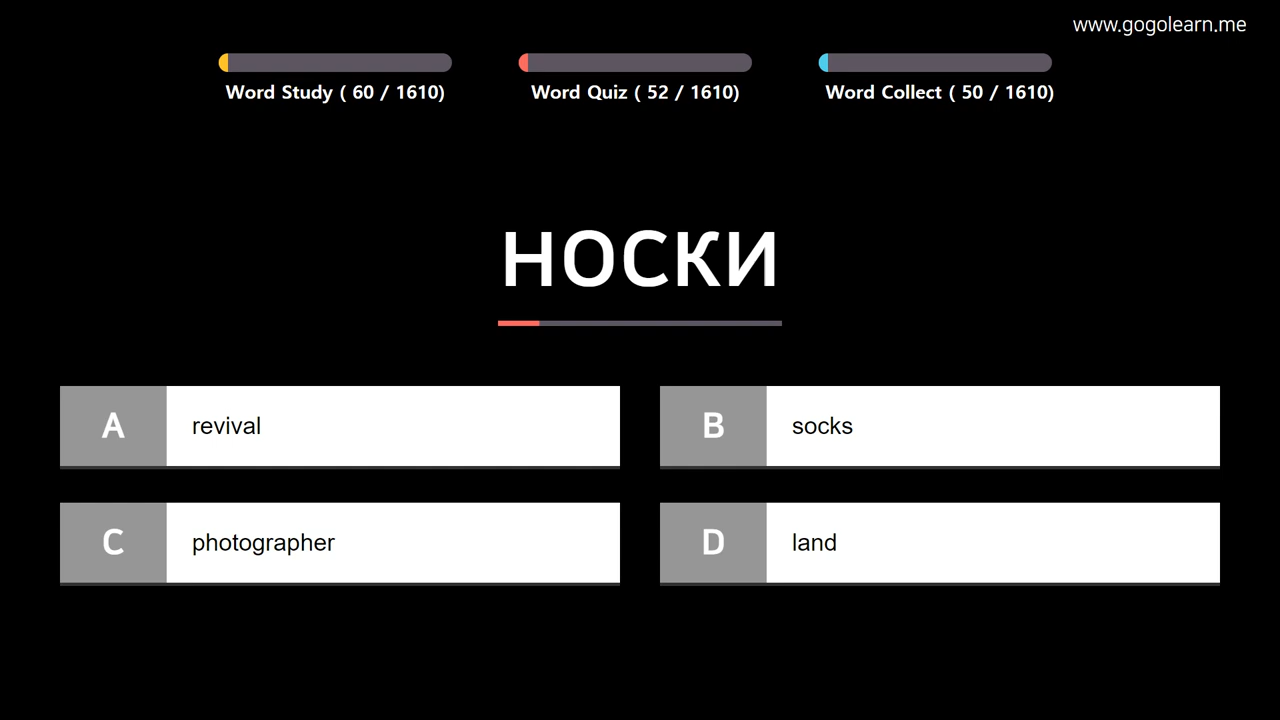 www.gogolearn.me
Word Study ( 60 / 1610)
Word Quiz ( 52 / 1610)
Word Collect ( 50 / 1610)
носки
A
revival
B
socks
C
photographer
D
land